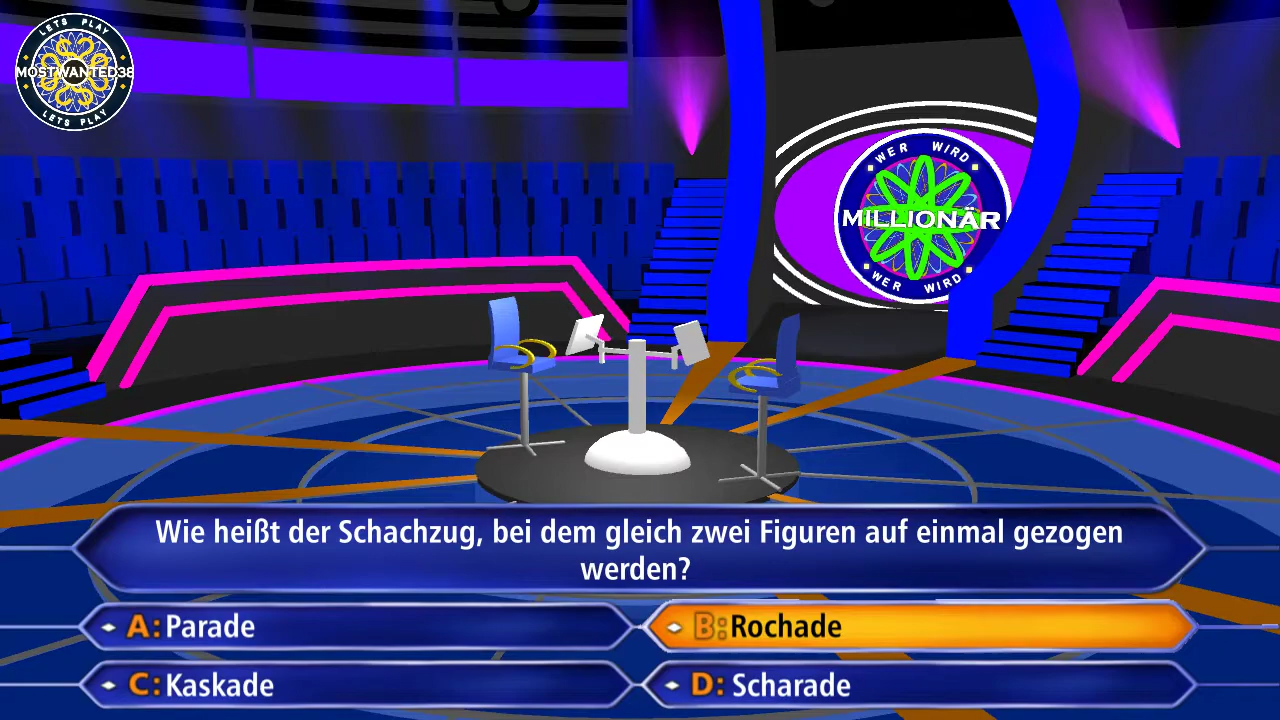 LETS PLAY
MOSTWANTED38
LETS PLAY
WER WIRD
MILLIONÄR
WER WIRD
Wie heißt der Schachzug, bei dem gleich zwei Figuren auf einmal gezogen
werden?
A: Parade
B: Rochade
C: Kaskade
D: Scharade